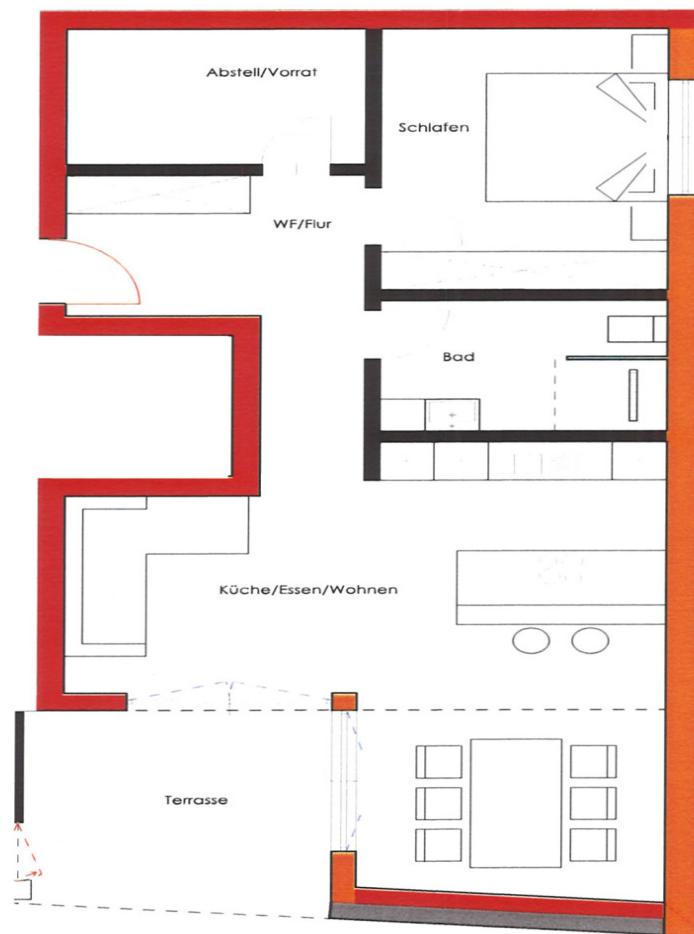 Abstell/Vorrat
Schlafen
WF/Flur
Bad
Küche/Essen/Wohnen
Terrasse